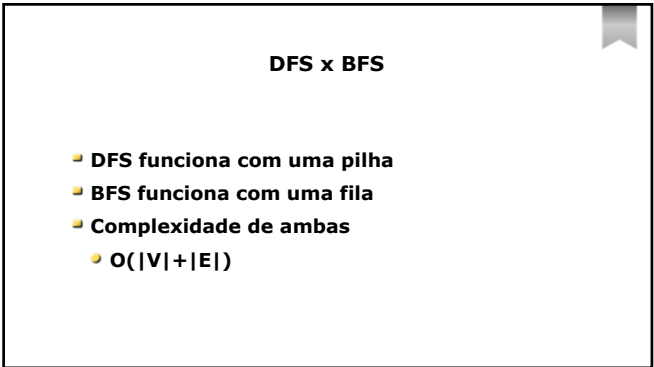 DFS x BFS
DFS funciona com uma pilha
BFS funciona com uma fila
Complexidade de ambas
O(|V|+|E|)